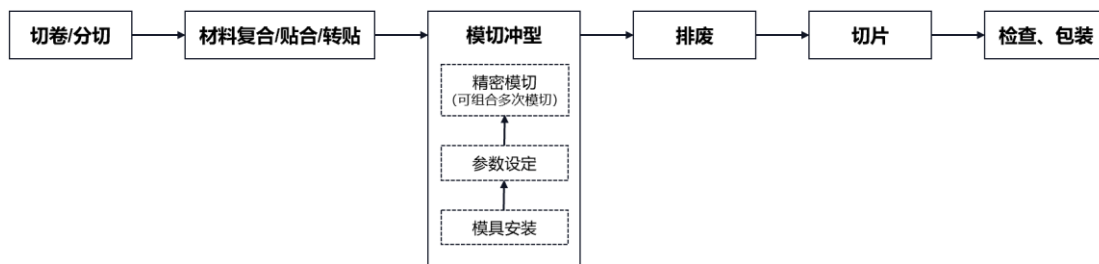 切卷/分切
材料复合/贴合/转贴
模切冲型
精密模切
(可组合多次模切)
参数设定
模具安装
排废
切片
检查、包装